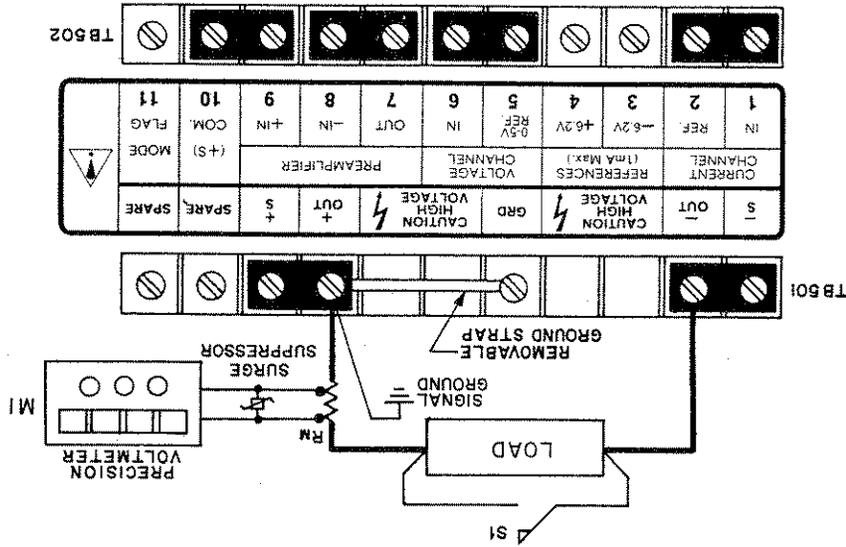 S1
LOAD
RM
PRECISION
VOLTMETER
M1
SIGNAL
GROUND
SURGE
SUPPRESSOR
REMOVABLE
GROUND STRAP
TB501
–
S
–
OUT
CAUTION
HIGH
VOLTAGE
GRD
CAUTION
HIGH
VOLTAGE
+
OUT
+
S
SPARE,
SPARE
CURRENT
CHANNEL
REFERENCES
(1mA Max.)
VOLTAGE
CHANNEL
PREAMPLIFIER
(+S)
COM.
MODE
FLAG
IN
REF.
—6.2V
+6.2V
0-5V
REF.
IN
OUT
—IN
+IN
1 2 3 4 5 6 7 8 9 10 11
TB502